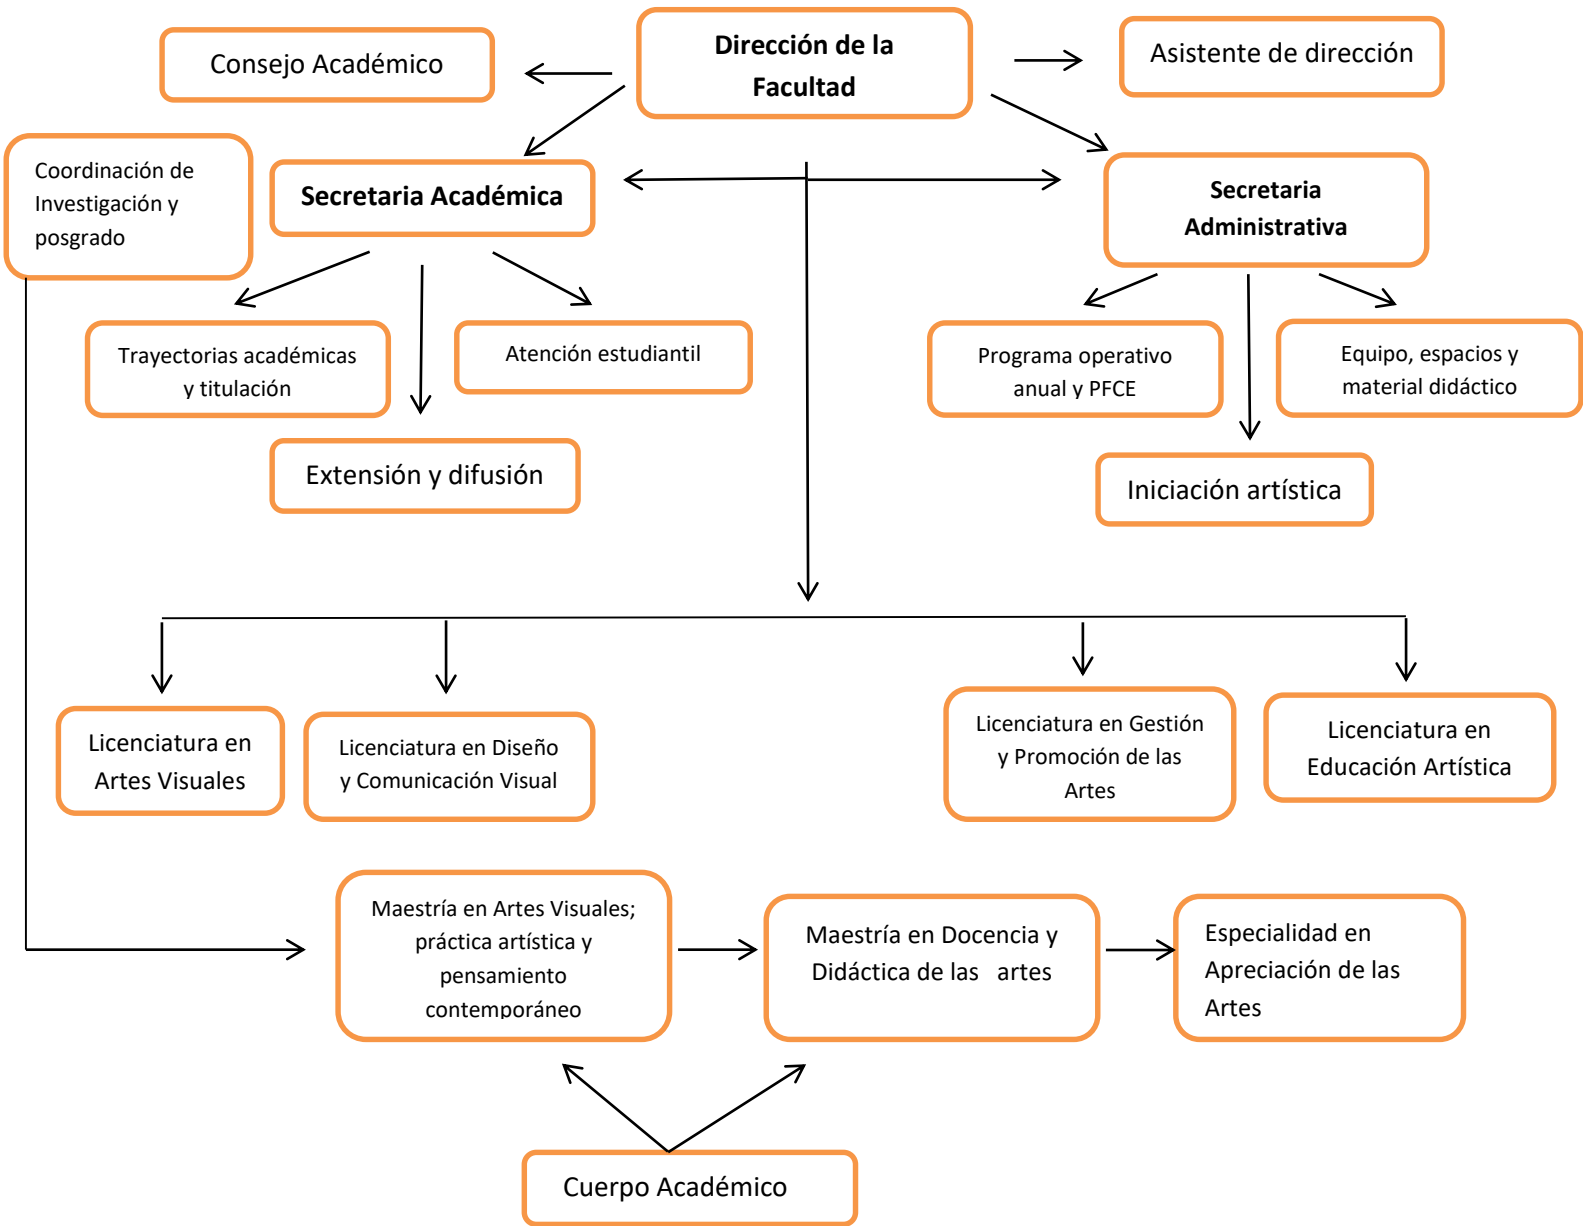 Consejo Académico
Dirección de la
Facultad
Asistente de dirección
Coordinación de
Investigación y
posgrado
Secretaria Académica
Secretaria
Administrativa
Trayectorias académicas
y titulación
Atención estudiantil
Programa operativo
anual y PFCE
Equipo, espacios y
material didáctico
Extensión y difusión
Iniciación artística
Licenciatura en
Artes Visuales
Licenciatura en Diseño
y Comunicación Visual
Licenciatura en Gestión
y Promoción de las
Artes
Licenciatura en
Educación Artística
Maestría en Artes Visuales;
práctica artística y
pensamiento
contemporáneo
Maestría en Docencia y
Didáctica de las artes
Especialidad en
Apreciación de las
Artes
Cuerpo Académico